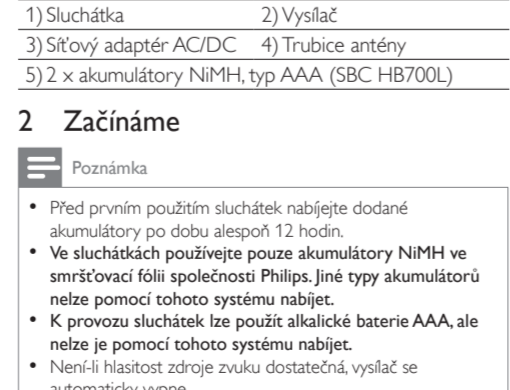 1) Sluchátka 2) Vysílač
3) Síťový adaptér AC/DC 4) Trubice antény
5) 2 x akumulátory NiMH, typ AAA (SBC HB700L)
2 Začínáme
Poznámka
• Před prvním použitím sluchátek nabíjejte dodané
akumulátory po dobu alespoň 12 hodin.
• Ve sluchátkách používejte pouze akumulátory NiMH ve
smršťovací fólii společnosti Philips. Jiné typy akumulátorů
nelze pomocí tohoto systému nabíjet.
• K provozu sluchátek lze použít alkalické baterie AAA, ale
nelze je pomocí tohoto systému nabíjet.
• Není-li hlasitost zdroje zvuku dostatečná, vysílač se
automaticky vypne.